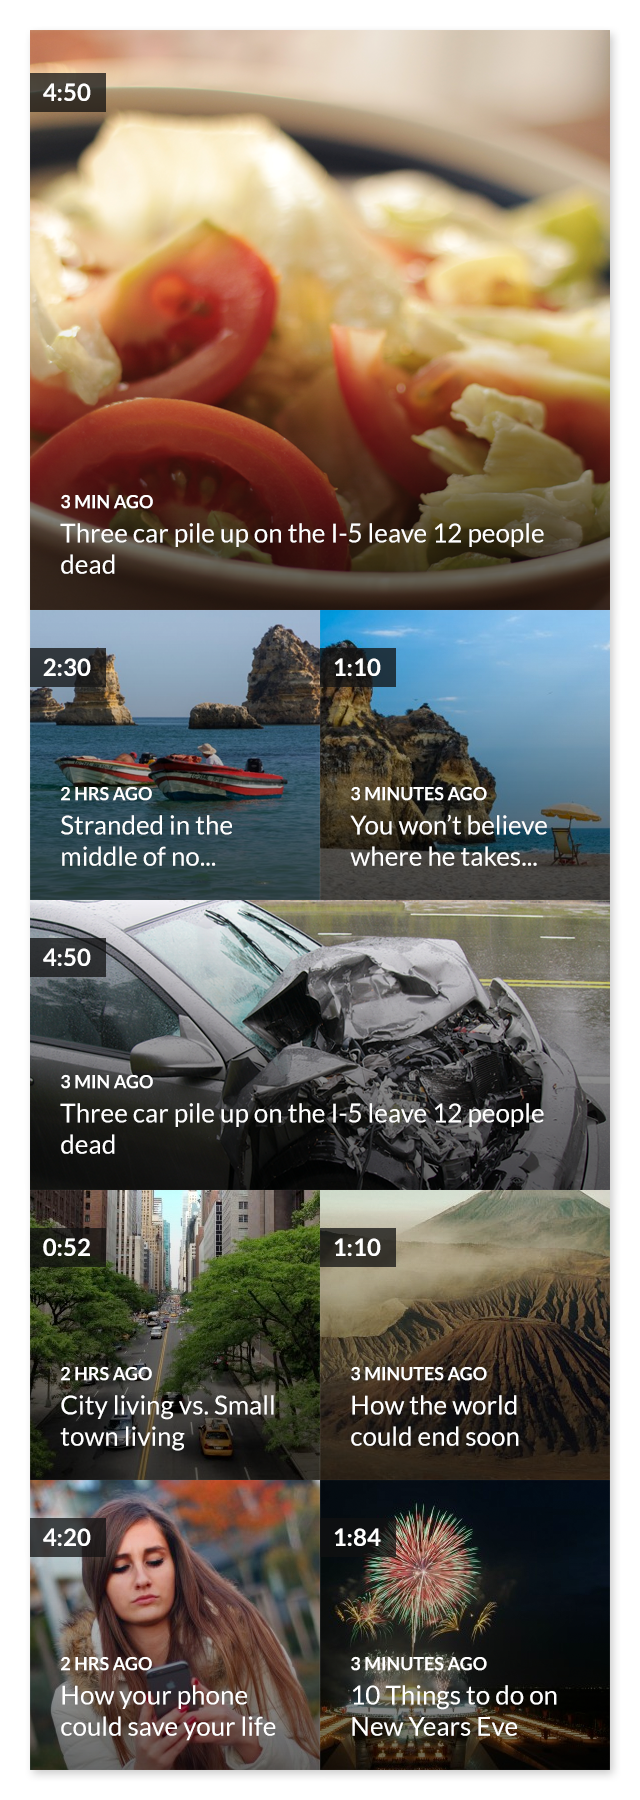 4:50
3 MIN AGO
Three car pile up on the I-5 leave 12 people
dead
2:30
2 HRS AGO
Stranded in the
middle of no...
1:10
3 MINUTES AGO
You won’t believe
where he takes...
4:50
3 MIN AGO
Three car pile up on the I-5 leave 12 people
dead
0:52
2 HRS AGO
City living vs. Small
town living
1:10
3 MINUTES AGO
How the world
could end soon
4:20
2 HRS AGO
How your phone
could save your life
1:84
3 MINUTES AGO
10 Things to do on
New Years Eve